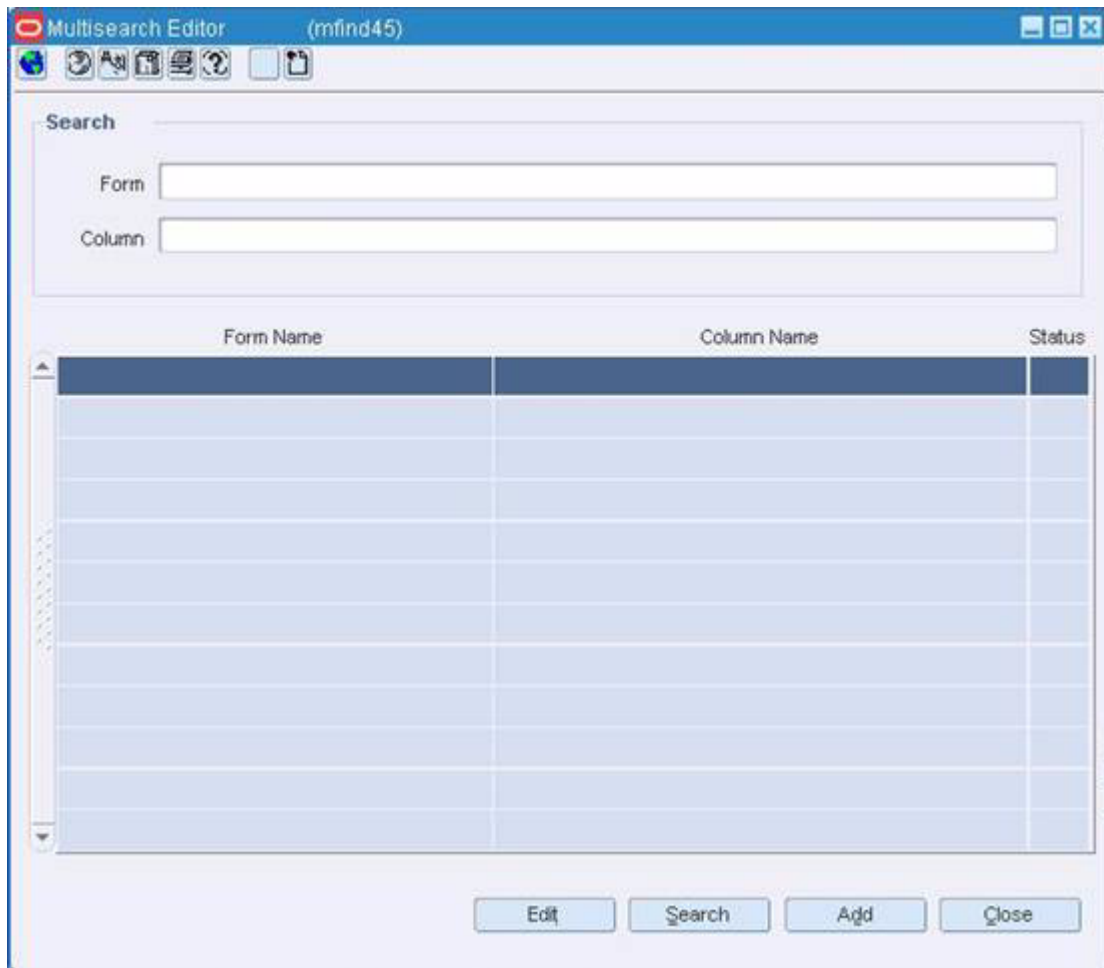 Multisearch Editor (mfind45)
Search
Form
Column
Form Name Column Name Status
Edit Search Add Close